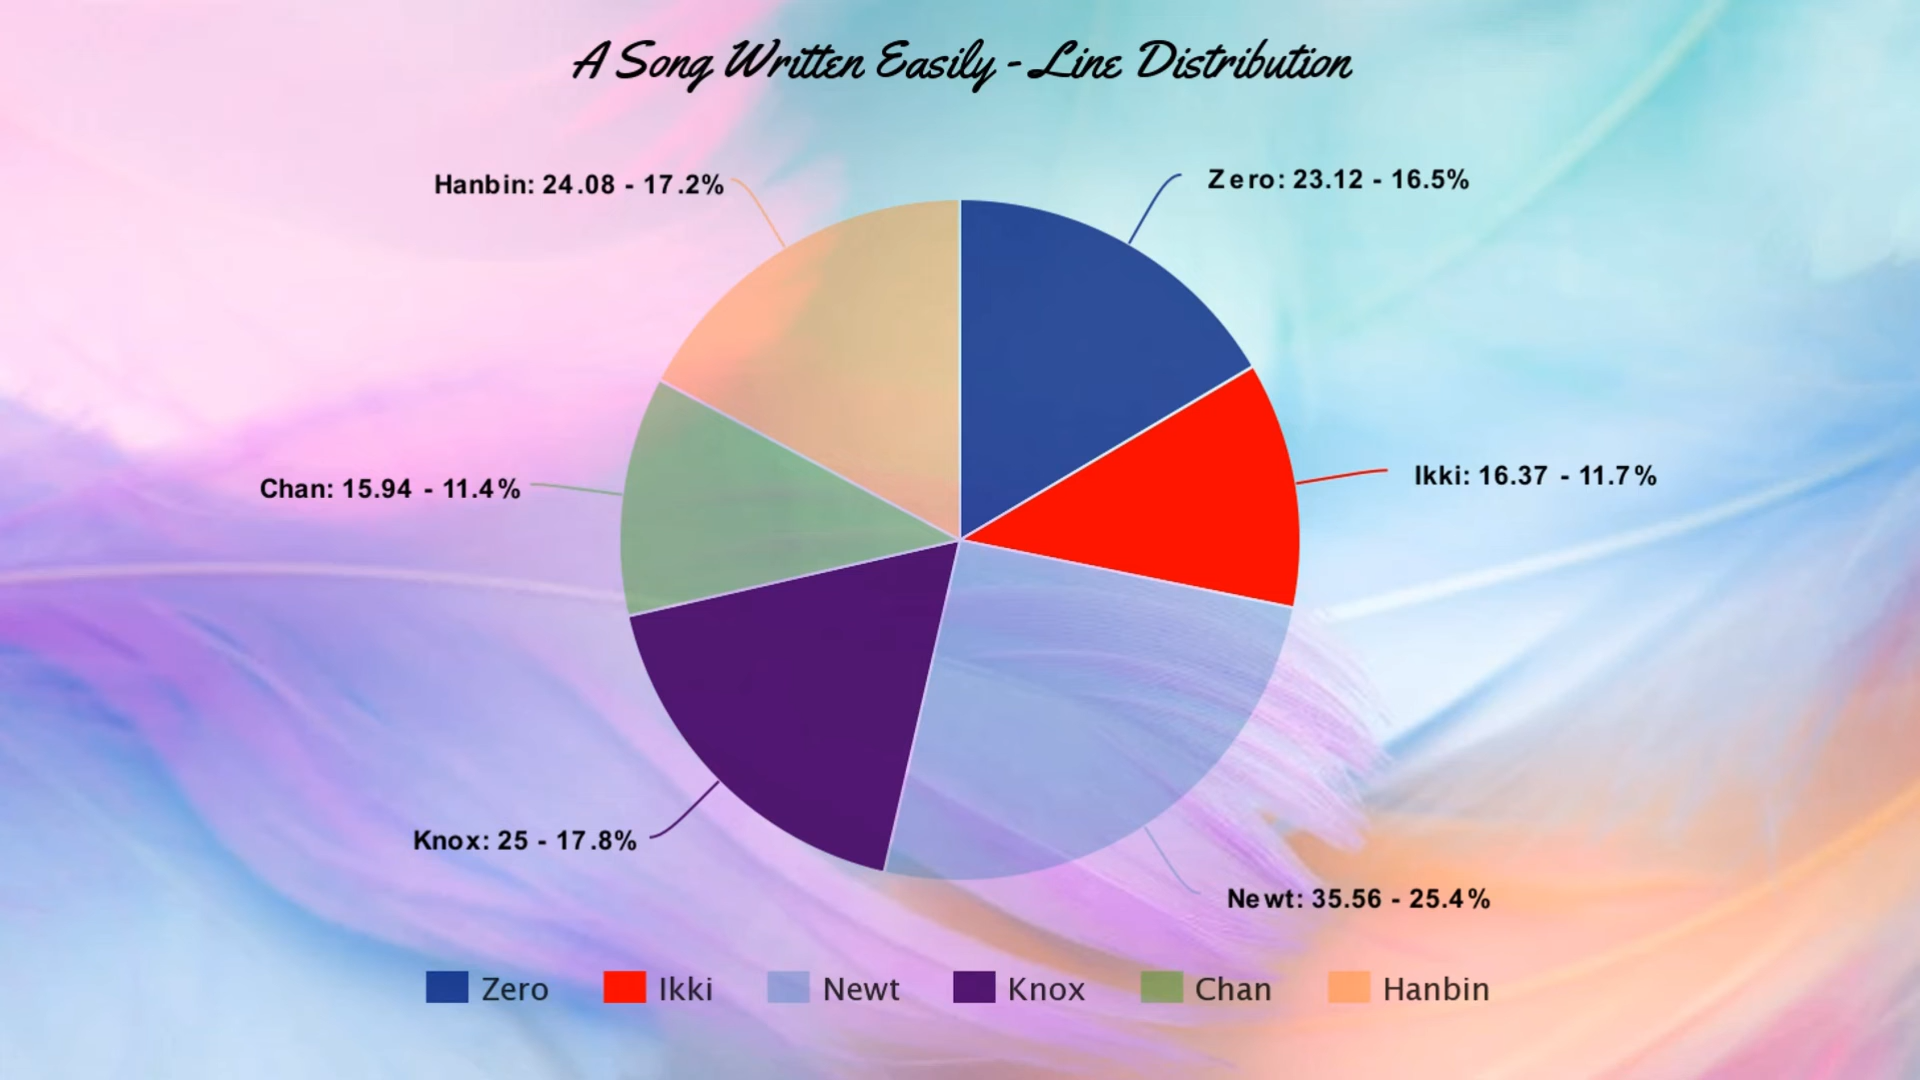 A Song Written Easily - Line Distribution
Hanbin: 24.08 - 17.2%
Zero: 23.12 - 16.5%
Ikki: 16.37 - 11.7%
Chan: 15.94 - 11.4%
Knox: 25 - 17.8%
Newt: 35.56 - 25.4%
Zero Ikki Newt Knox Chan Hanbin